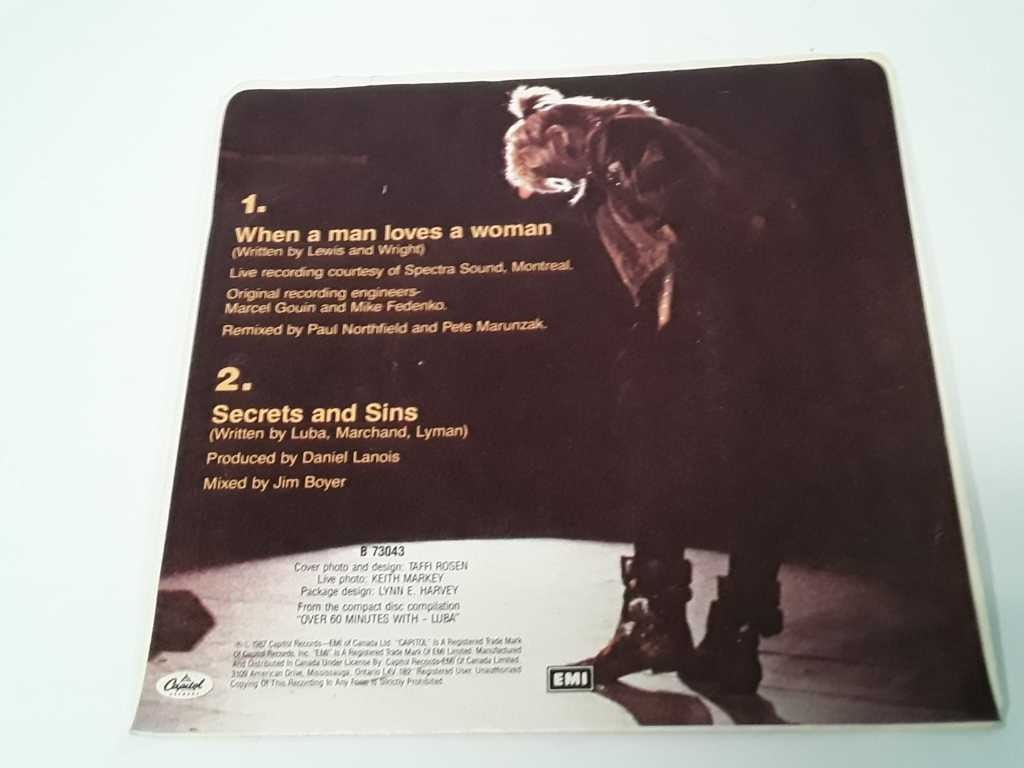 1.
When a man loves a woman
(Written by Lewis and Wright)
Live recording courtesy of Spectra Sound, Montreal.
Original recording engineers-
Marcel Gouin and Mike Fedenko.
Remixed by Paul Northfield and Pete Marunzak.
2.
Secrets and Sins
(Written by Luba, Marchand, Lyman)
Produced by Daniel Lanois
Mixed by Jim Boyer
B 73043
Cover photo and design: TAFFI ROSEN
Live photo: KEITH MARKEY
Package design: LYNN E. HARVEY
From the compact disc compilation
"OVER 60 MINUTES WITH - LUBA"
℗ © 1987 Capitol Records—EMI of Canada Ltd. "CAPITOL" Is A Registered Trade Mark
Of Capitol Records, Inc. "EMI" Is A Registered Trade Mark Of EMI Limited. Manufactured
And Distributed In Canada Under License By: Capitol Records-EMI Of Canada Limited,
3109 American Drive, Mississauga, Ontario L4V 1B2. Registered User. Unauthorized
Copying Of This Recording In Any Form Is Strictly Prohibited.
Capitol
RECORDS
EMI